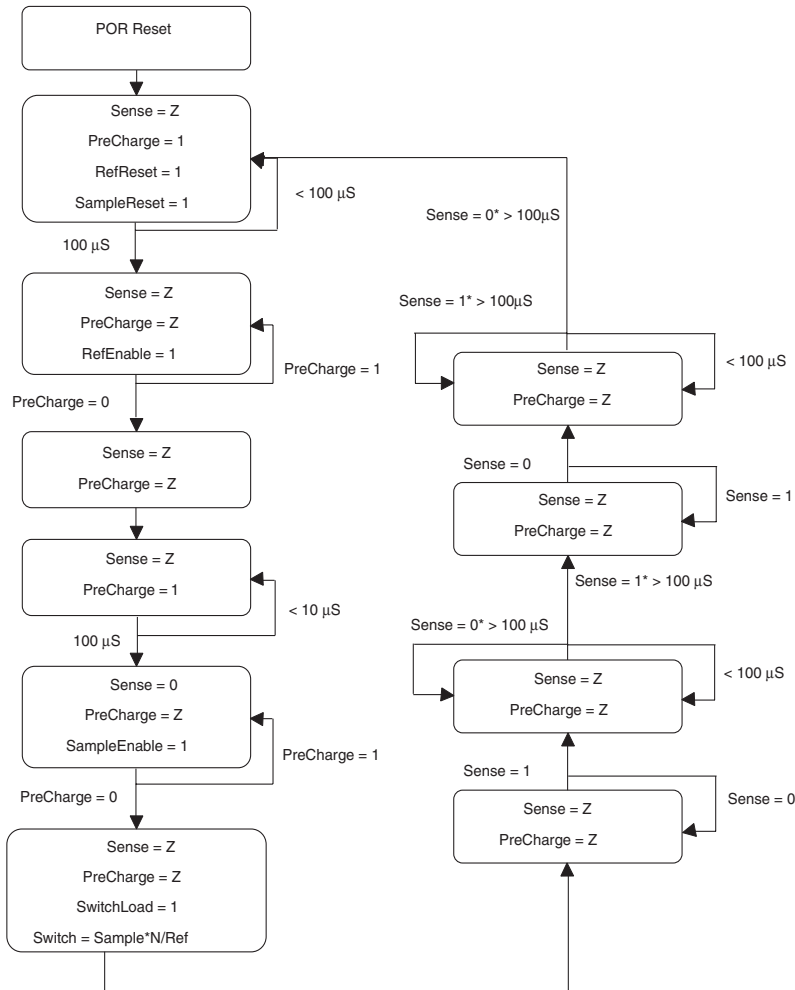 POR Reset
Sense = Z
PreCharge = 1
RefReset = 1
SampleReset = 1
< 100 μS
100 μS
Sense = Z
PreCharge = Z
RefEnable = 1
PreCharge = 1
PreCharge = 0
Sense = Z
PreCharge = Z
Sense = Z
PreCharge = 1
< 10 μS
100 μS
Sense = 0
PreCharge = Z
SampleEnable = 1
PreCharge = 1
PreCharge = 0
Sense = Z
PreCharge = Z
SwitchLoad = 1
Switch = Sample*N/Ref
Sense = 0* > 100μS
Sense = 1* > 100μS
Sense = Z
PreCharge = Z
< 100 μS
Sense = 0
Sense = Z
PreCharge = Z
Sense = 1
Sense = 1* > 100 μS
Sense = 0* > 100 μS
Sense = Z
PreCharge = Z
< 100 μS
Sense = 1
Sense = Z
PreCharge = Z
Sense = 0